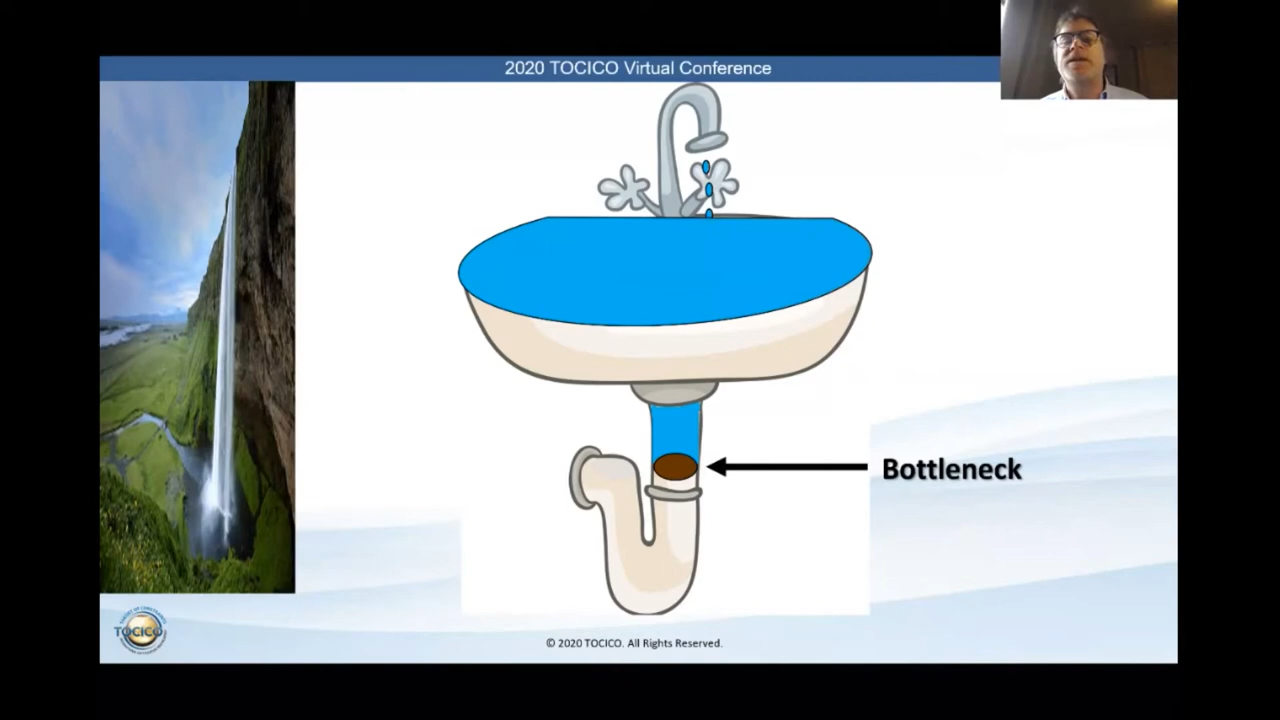 2020 TOCICO Virtual Conference
Bottleneck
TOCICO
© 2020 TOCICO. All Rights Reserved.